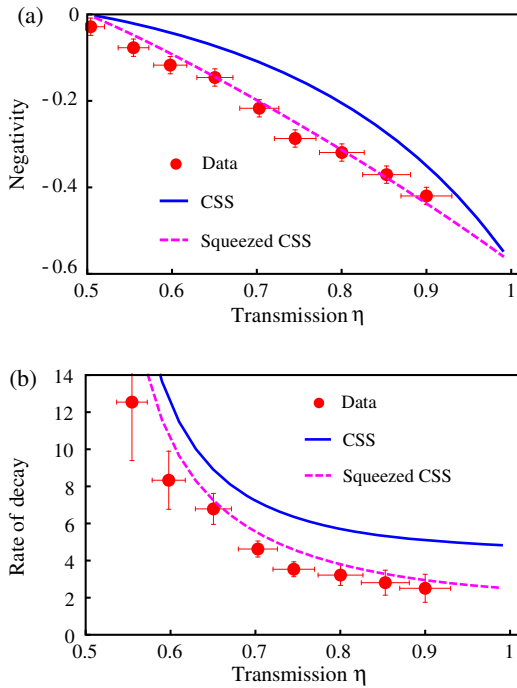 (a)
0
-0.2
-0.4
-0.6
Negativity
Data
CSS
Squeezed CSS
0.5 0.6 0.7 0.8 0.9 1
Transmission η
(b)
14
12
10
8
6
4
2
0
Rate of decay
Data
CSS
Squeezed CSS
0.5 0.6 0.7 0.8 0.9 1
Transmission η